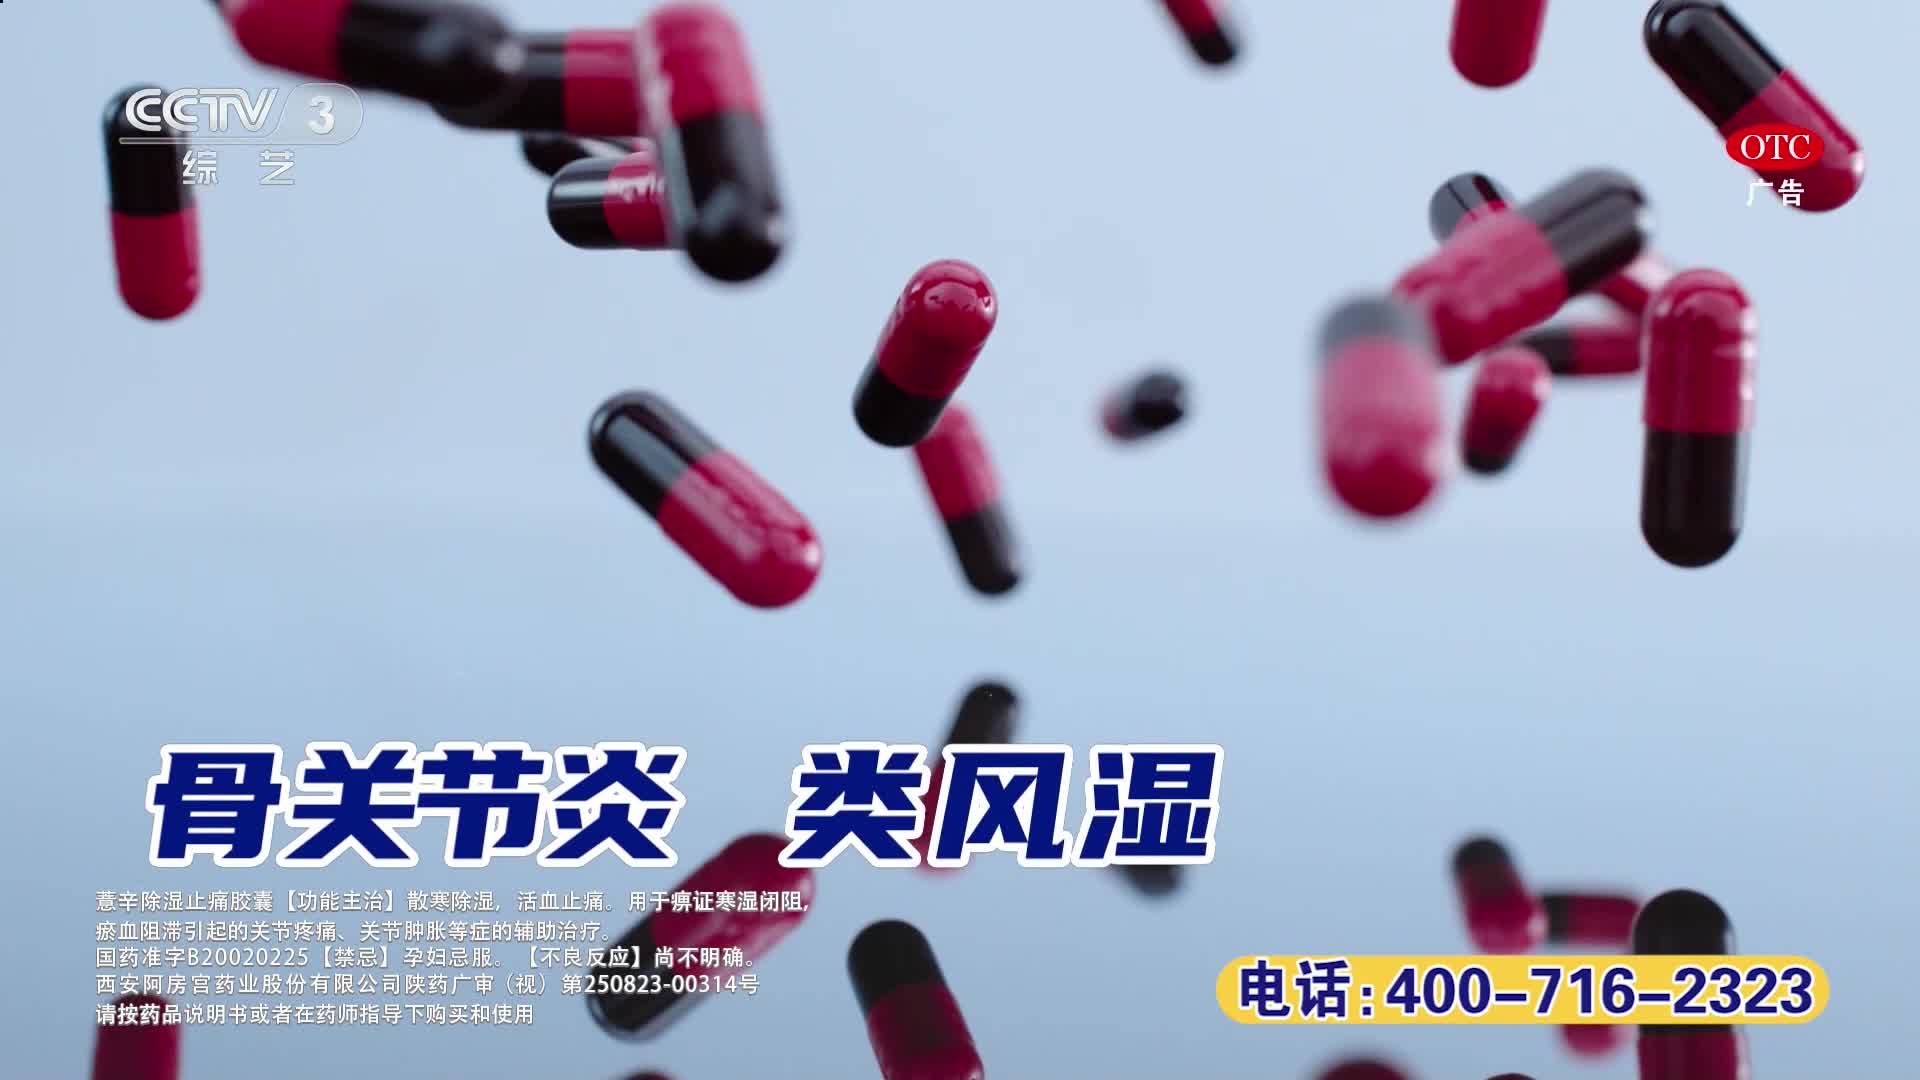 CCTV 3
综 艺
OTC
广告
骨关节炎 类风湿
薏辛除湿止痛胶囊【功能主治】散寒除湿，活血止痛。用于痹证寒湿闭阻,
瘀血阻滞引起的关节疼痛、关节肿胀等症的辅助治疗。
国药准字B20020225【禁忌】孕妇忌服。【不良反应】尚不明确。
西安阿房宫药业股份有限公司陕药广审（视）第250823-00314号
请按药品说明书或者在药师指导下购买和使用
电话:400-716-2323